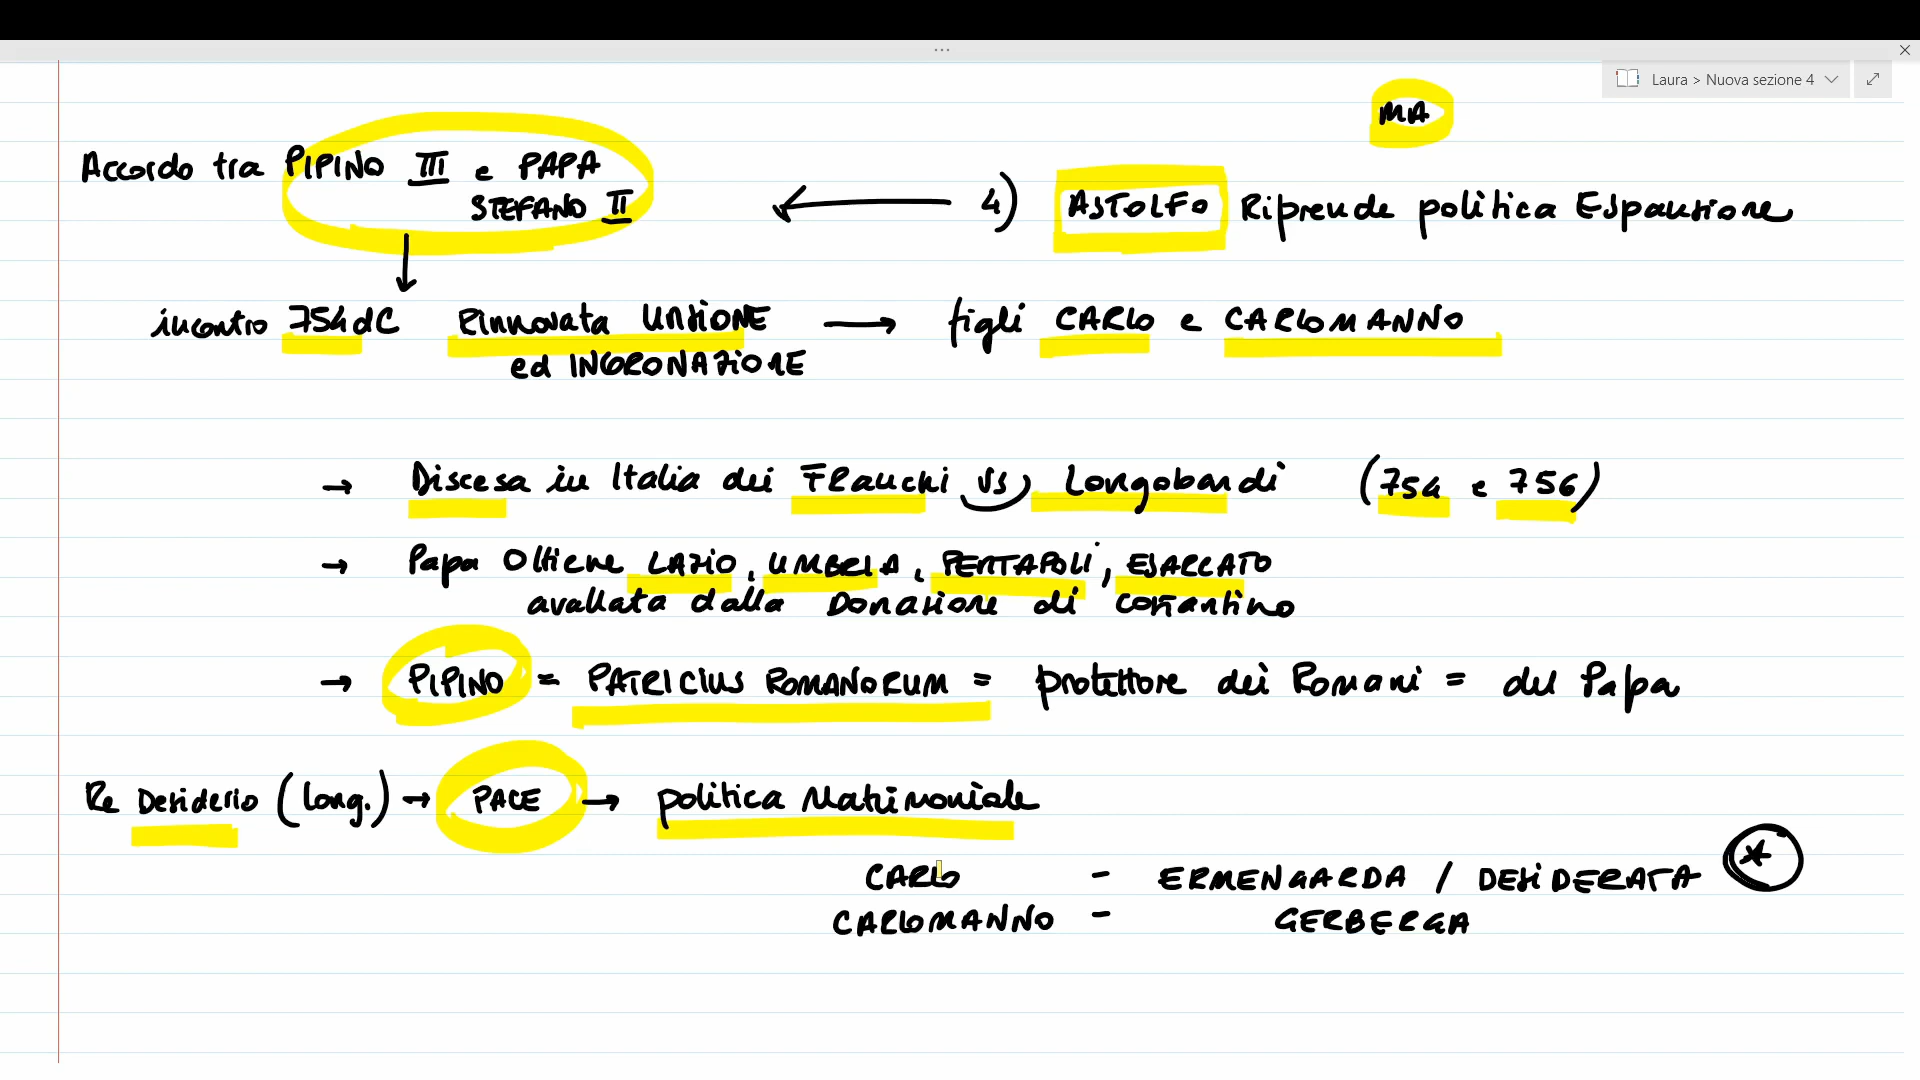 Laura > Nuova sezione 4
MA
Accordo tra PIPINO III e PAPA
STEFANO II
4) ASTOLFO Riprende politica Espansione
incontro 754 dC Rinnovata UNZIONE → figli CARLO e CARLOMANNO
ed INCORONAZIONE
→ Discesa in Italia dei FRanchi vs Longobardi (754 e 756)
→ Papa Ottiene LAZIO, UMBRIA, PENTAPOLI, ESARCATO
avallata dalla Donazione di Costantino
→ PIPINO = PATRICIUS ROMANORUM = protettore dei Romani = del Papa
Re Desiderio (long.) → PACE → politica Matrimoniale
CARLO - ERMENGARDA / DESIDERATA *
CARLOMANNO - GERBERGA